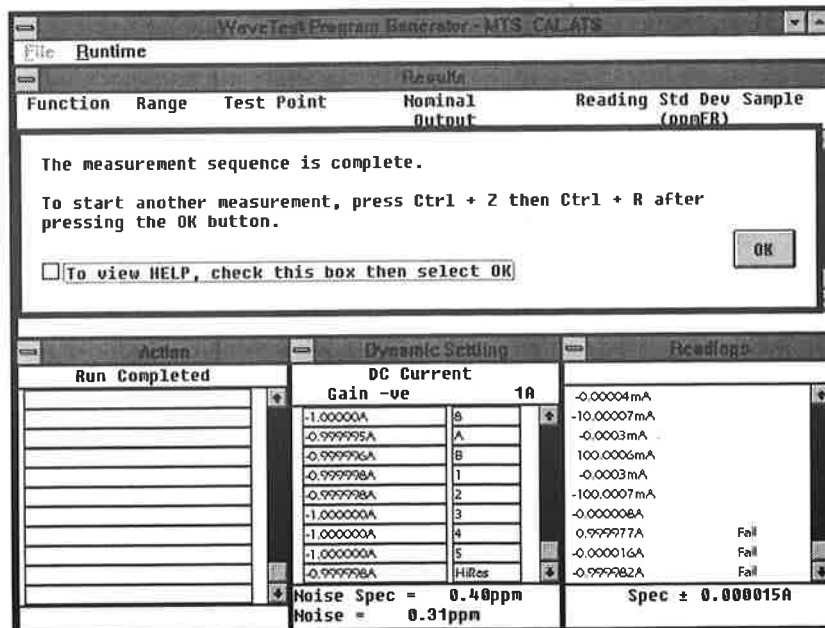 WaveTest Program Generator - MTS_CAL.ATS
File Runtime
Results
Function Range Test Point Nominal Output Reading Std Dev (ppmER) Sample
The measurement sequence is complete.
To start another measurement, press Ctrl + Z then Ctrl + R after
pressing the OK button.
OK
To view HELP, check this box then select OK
Action
Run Completed
Dynamic Settling
DC Current
Gain -ve 1A
-1.00000A 8
-0.999995A A
-0.999996A B
-0.999998A 1
-0.999998A 2
-1.000000A 3
-1.000000A 4
-1.000000A 5
-0.999998A HiRes
Noise Spec = 0.40ppm
Noise = 0.31ppm
Readings
-0.00004mA
-10.00007mA
-0.0003mA
100.0006mA
-0.0003mA
-100.0007mA
-0.000008A
0.999977A Fail
-0.000016A Fail
-0.999982A Fail
Spec ± 0.000015A